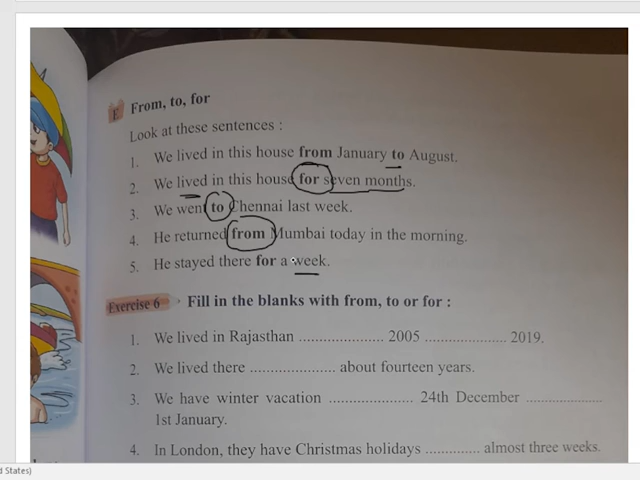 E From, to, for
Look at these sentences :
1. We lived in this house from January to August.
2. We lived in this house for seven months.
3. We went to Chennai last week.
4. He returned from Mumbai today in the morning.
5. He stayed there for a week.
Exercise 6 Fill in the blanks with from, to or for :
1. We lived in Rajasthan .................... 2005 ................... 2019.
2. We lived there .................... about fourteen years.
3. We have winter vacation .................... 24th December ..................
1st January.
4. In London, they have Christmas holidays ............. almost three weeks.
d States)